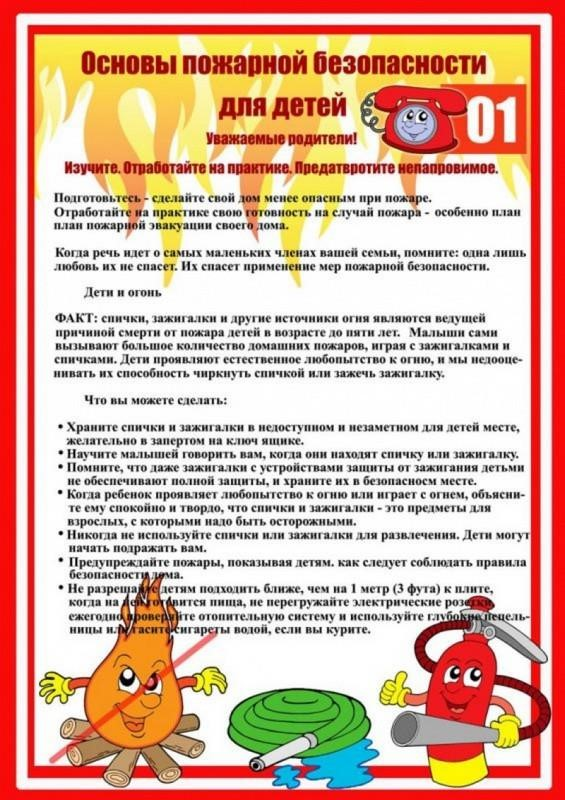 Основы пожарной безопасности
для детей
01
Уважаемые родители!
Изучите. Отработайте на практике. Предатвротите непапровимое.
Подготовьтесь - сделайте свой дом менее опасным при пожаре.
Отработайте на практике свою готовность на случай пожара - особенно план
план пожарной эвакуации своего дома.
Когда речь идет о самых маленьких членах вашей семьи, помните: одна лишь
любовь их не спасет. Их спасет применение мер пожарной безопасности.
Дети и огонь
ФАКТ: спички, зажигалки и другие источники огня являются ведущей
причиной смерти от пожара детей в возрасте до пяти лет. Малыши сами
вызывают большое количество домашних пожаров, играя с зажигалками и
спичками. Дети проявляют естественное любопытство к огню, и мы недооце-
нивать их способность чиркнуть спичкой или зажечь зажигалку.
Что вы можете сделать:
• Храните спички и зажигалки в недоступном и незаметном для детей месте,
желательно в запертом на ключ ящике.
• Научите малышей говорить вам, когда они находят спичку или зажигалку.
• Помните, что даже зажигалки с устройствами защиты от зажигания детьми
не обеспечивают полной защиты, и храните их в безопасносм месте.
• Когда ребенок проявляет любопытство к огню или играет с огнем, объясни-
те ему спокойно и твордо, что спички и зажигалки - это предметы для
взрослых, с которыми надо быть осторожными.
• Никогда не используйте спички или зажигалки для развлечения. Дети могут
начать подражать вам.
• Предупреждайте пожары, показывая детям. как следует соблюдать правила
безопасности дома.
• Не разрешайте детям подходить ближе, чем на 1 метр (3 фута) к плите,
когда на ней готовится пища, не перегружайте электрические розетки,
ежегодно проверяйте отопительную систему и используйте глубокие пепель-
ницы или гасите сигареты водой, если вы курите.